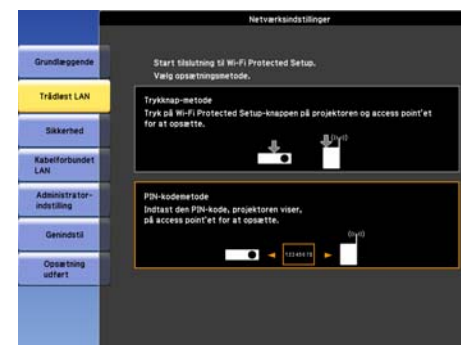 Netværksindstillinger
Grundlæggende
Trådløst LAN
Sikkerhed
Kabelforbundet
LAN
Administrator-
indstilling
Genindstil
Opsætning
udført
Start tilslutning til Wi-Fi Protected Setup.
Vælg opsætningsmetode.
Trykknap-metode
Tryk på Wi-Fi Protected Setup-knappen på projektoren og access point'et
for at opsætte.
PIN-kodemetode
Indtast den PIN-kode, projektoren viser,
på access point'et for at opsætte.
12345678